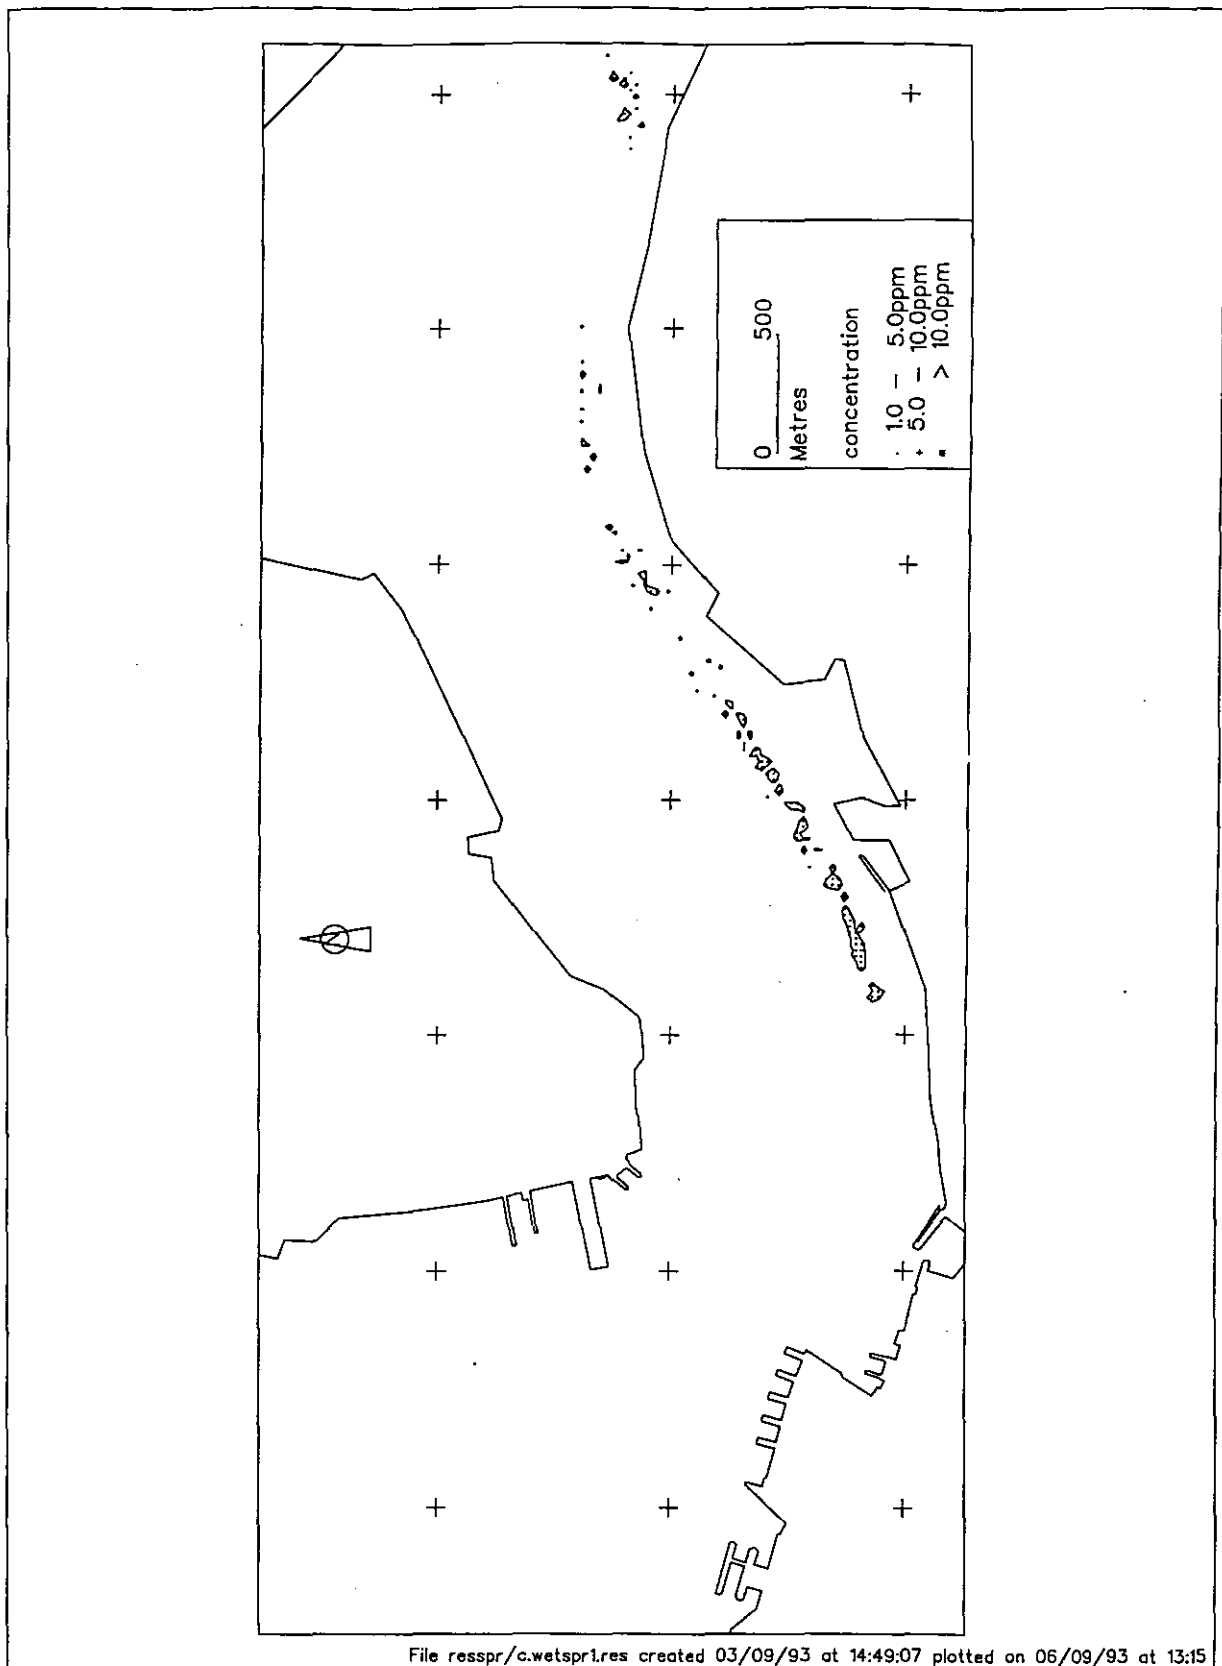 N
0 500
Metres
concentration
· 1.0 — 5.0ppm
+ 5.0 — 10.0ppm
▪ > 10.0ppm
File resspr/c.wetspr1.res created 03/09/93 at 14:49:07 plotted on 06/09/93 at 13:15